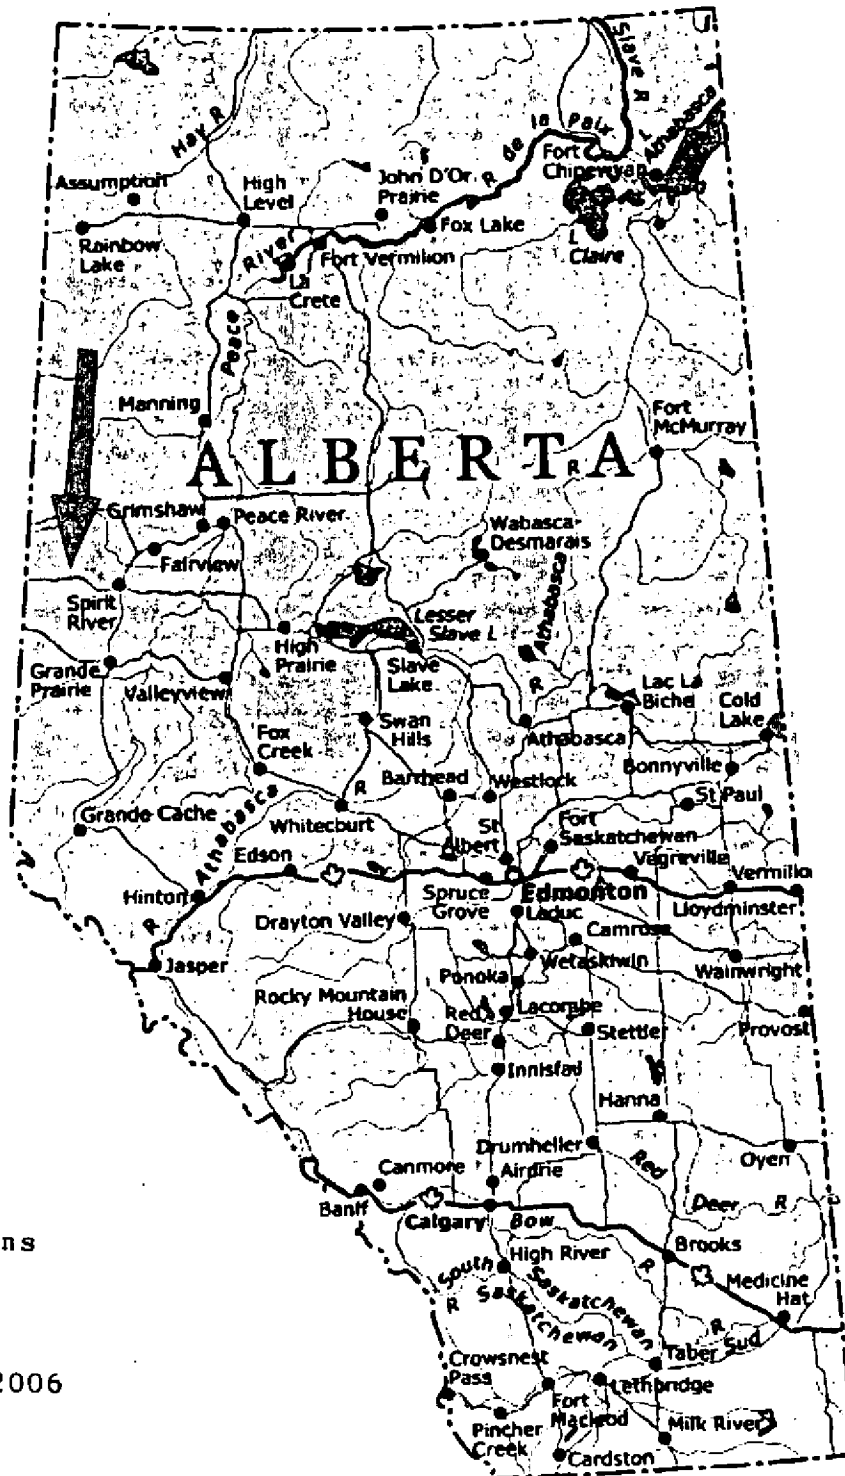 Slave R
Hay R
R de la Paix
L Athabasca
Fort
Chipewyan
Assumption
High
Level
John D'Or
Prairie
Fox Lake
L
Claire
Rainbow
Lake
River
Fort Vermilion
La
Crete
Peace
Manning
Fort
McMurray
ALBERTA
R
Grimshaw
Peace River
Wabasca-
Desmarais
Fairview
Athabasca
Spirit
River
Lesser
Slave L
High
Prairie
Slave
Lake
Grande
Prairie
Valleyview
R
Lac La
Biche
Cold
Lake
Fox
Creek
Swan
Hills
Athabasca
Bonnyville
Barrhead
Westlock
R
St Paul
Grande Cache
Athabasca
Whitecourt
St
Albert
Fort
Saskatchewan
Edson
Vegreville
Vermilio
Hinton
Spruce
Grove
Edmonton
Lloydminster
R
Drayton Valley
Laduc
Camrose
Jasper
Wetaskiwin
Wainwright
Ponoka
Rocky Mountain
House
Red
Deer
Lacombe
Stettler
Provost
Innisfail
Hanna
Drumheller
Red
Oyen
Canmore
Airdrie
Banff
Calgary
Bow
Deer R
ns
High River
R
Brooks
South
Saskatchewan
R
Saskatchewan
Medicine
Hat
R
Sud
2006
Crowsnest
Pass
Taber
Lethbridge
Fort
Macleod
Pincher
Creek
Milk River
Cardston